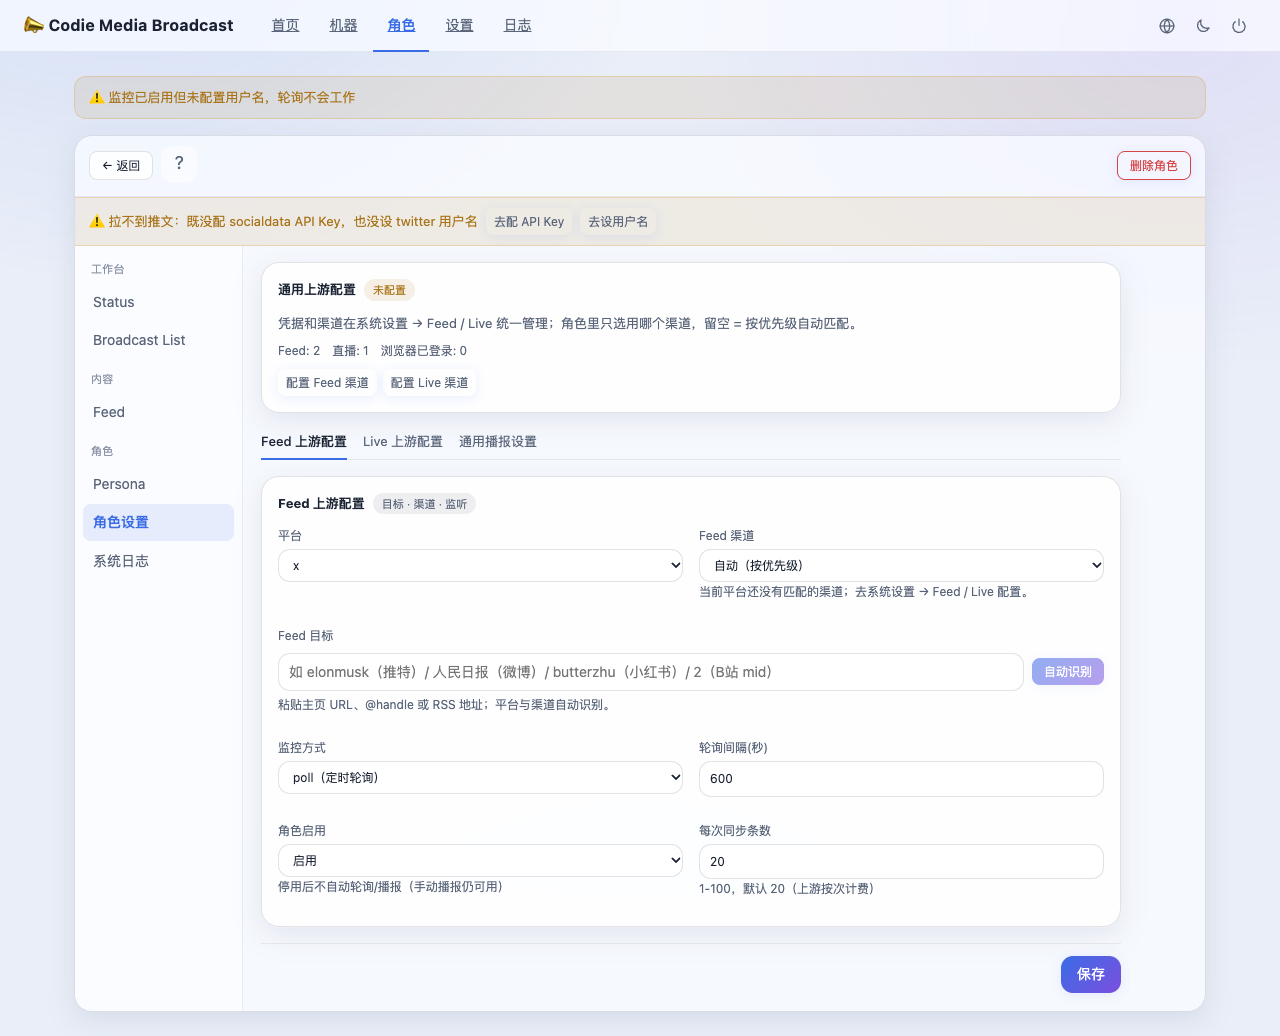 Codie Media Broadcast
首页 机器 角色 设置 日志
监控已启用但未配置用户名，轮询不会工作
← 返回 ? 删除角色
拉不到推文：既没配 socialdata API Key，也没设 twitter 用户名 去配 API Key 去设用户名
工作台
Status
Broadcast List
内容
Feed
角色
Persona
角色设置
系统日志
通用上游配置 未配置
凭据和渠道在系统设置 → Feed / Live 统一管理；角色里只选用哪个渠道，留空 = 按优先级自动匹配。
Feed: 2 直播: 1 浏览器已登录: 0
配置 Feed 渠道 配置 Live 渠道
Feed 上游配置 Live 上游配置 通用播报设置
Feed 上游配置 目标 · 渠道 · 监听
平台 Feed 渠道
x 自动（按优先级）
当前平台还没有匹配的渠道；去系统设置 → Feed / Live 配置。
Feed 目标
如 elonmusk（推特）/ 人民日报（微博）/ butterzhu（小红书）/ 2（B站 mid） 自动识别
粘贴主页 URL、@handle 或 RSS 地址；平台与渠道自动识别。
监控方式 轮询间隔(秒)
poll（定时轮询） 600
角色启用 每次同步条数
启用 20
停用后不自动轮询/播报（手动播报仍可用） 1-100，默认 20（上游按次计费）
保存